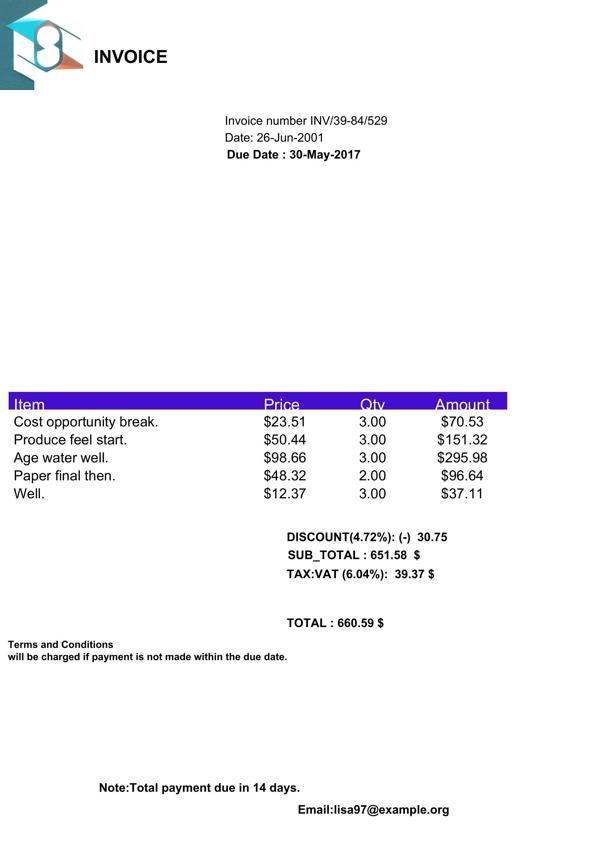 INVOICE
Invoice number INV/39-84/529
Date: 26-Jun-2001
Due Date : 30-May-2017
Item Price Qty Amount
Cost opportunity break. $23.51 3.00 $70.53
Produce feel start. $50.44 3.00 $151.32
Age water well. $98.66 3.00 $295.98
Paper final then. $48.32 2.00 $96.64
Well. $12.37 3.00 $37.11
DISCOUNT(4.72%): (-) 30.75
SUB_TOTAL : 651.58 $
TAX:VAT (6.04%): 39.37 $
TOTAL : 660.59 $
Terms and Conditions
will be charged if payment is not made within the due date.
Note:Total payment due in 14 days.
Email:lisa97@example.org